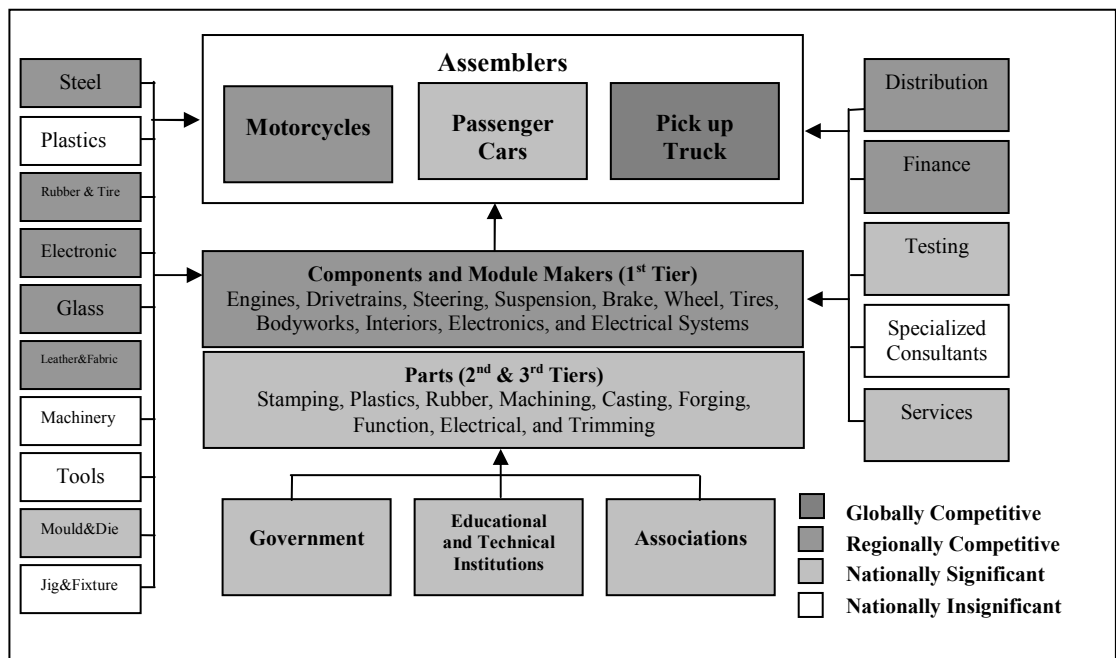 Steel
Plastics
Rubber & Tire
Electronic
Glass
Leather&Fabric
Machinery
Tools
Mould&Die
Jig&Fixture
Assemblers
Motorcycles
Passenger
Cars
Pick up
Truck
Components and Module Makers (1st Tier)
Engines, Drivetrains, Steering, Suspension, Brake, Wheel, Tires,
Bodyworks, Interiors, Electronics, and Electrical Systems
Parts (2nd & 3rd Tiers)
Stamping, Plastics, Rubber, Machining, Casting, Forging,
Function, Electrical, and Trimming
Government
Educational
and Technical
Institutions
Associations
Distribution
Finance
Testing
Specialized
Consultants
Services
Globally Competitive
Regionally Competitive
Nationally Significant
Nationally Insignificant